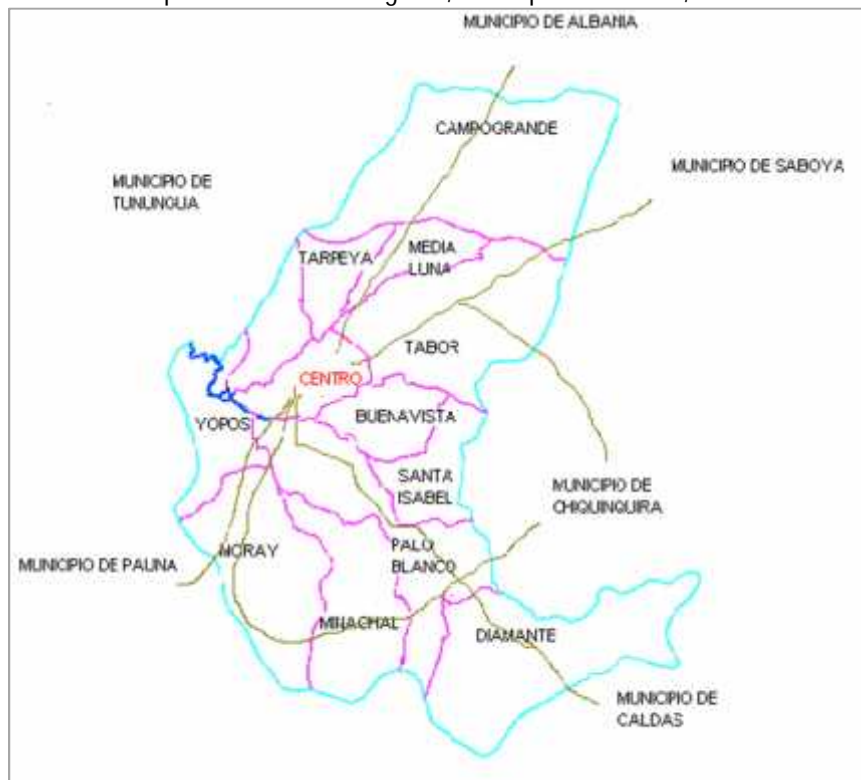 MUNICIPIO DE ALBANIA
CAMPOGRANDE
MUNICIPIO DE SABOYA
MUNICIPIO DE
TUNUNGUA
TARPEYA
MEDIA
LUNA
TABOR
CENTRO
BUENAVISTA
YOPOS
SANTA
ISABEL
MUNICIPIO DE
CHIQUINQUIRA
MUNICIPIO DE PAUNA
MORAY
PALO
BLANCO
MINACHAL
DIAMANTE
MUNICIPIO DE
CALDAS